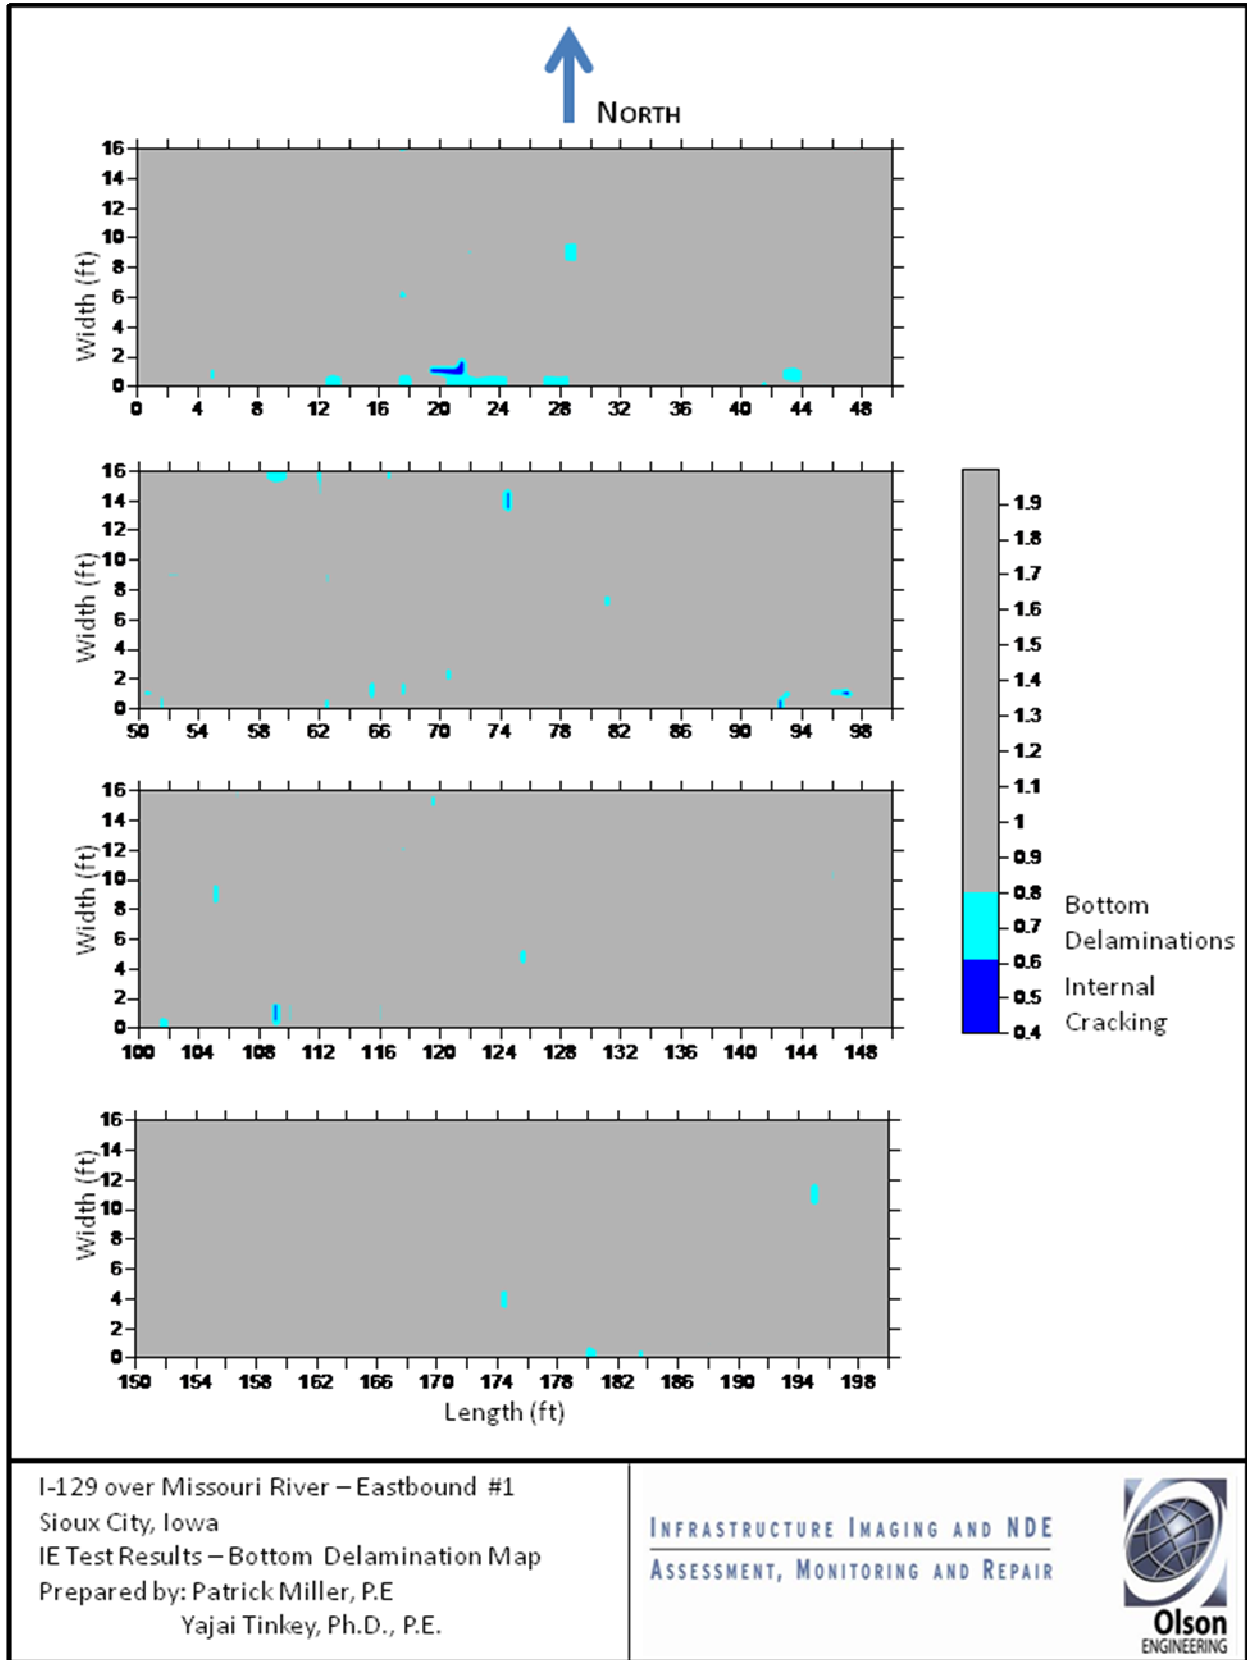 NORTH
16
14
12
10
8
6
4
2
0
Width (ft)
0 4 8 12 16 20 24 28 32 36 40 44 48
16
14
12
10
8
6
4
2
0
Width (ft)
50 54 58 62 66 70 74 78 82 86 90 94 98
16
14
12
10
8
6
4
2
0
Width (ft)
100 104 108 112 116 120 124 128 132 136 140 144 148
16
14
12
10
8
6
4
2
0
Width (ft)
150 154 158 162 166 170 174 178 182 186 190 194 198
Length (ft)
1.9
1.8
1.7
1.6
1.5
1.4
1.3
1.2
1.1
1
0.9
0.8
0.7
0.6
0.5
0.4
Bottom
Delaminations
Internal
Cracking
I-129 over Missouri River – Eastbound #1
Sioux City, Iowa
IE Test Results – Bottom Delamination Map
Prepared by: Patrick Miller, P.E
Yajai Tinkey, Ph.D., P.E.
INFRASTRUCTURE IMAGING AND NDE
ASSESSMENT, MONITORING AND REPAIR
Olson
ENGINEERING